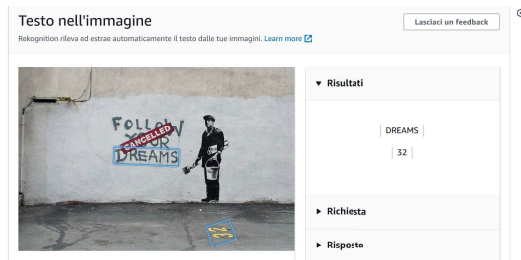 Testo nell'immagine
Lasciaci un feedback
Rekognition rileva ed estrae automaticamente il testo dalle tue immagini. Learn more
▼ Risultati
FOLLOW
CANCELLED
YOUR
DREAMS
DREAMS
32
32
▶ Richiesta
▶ Risposta